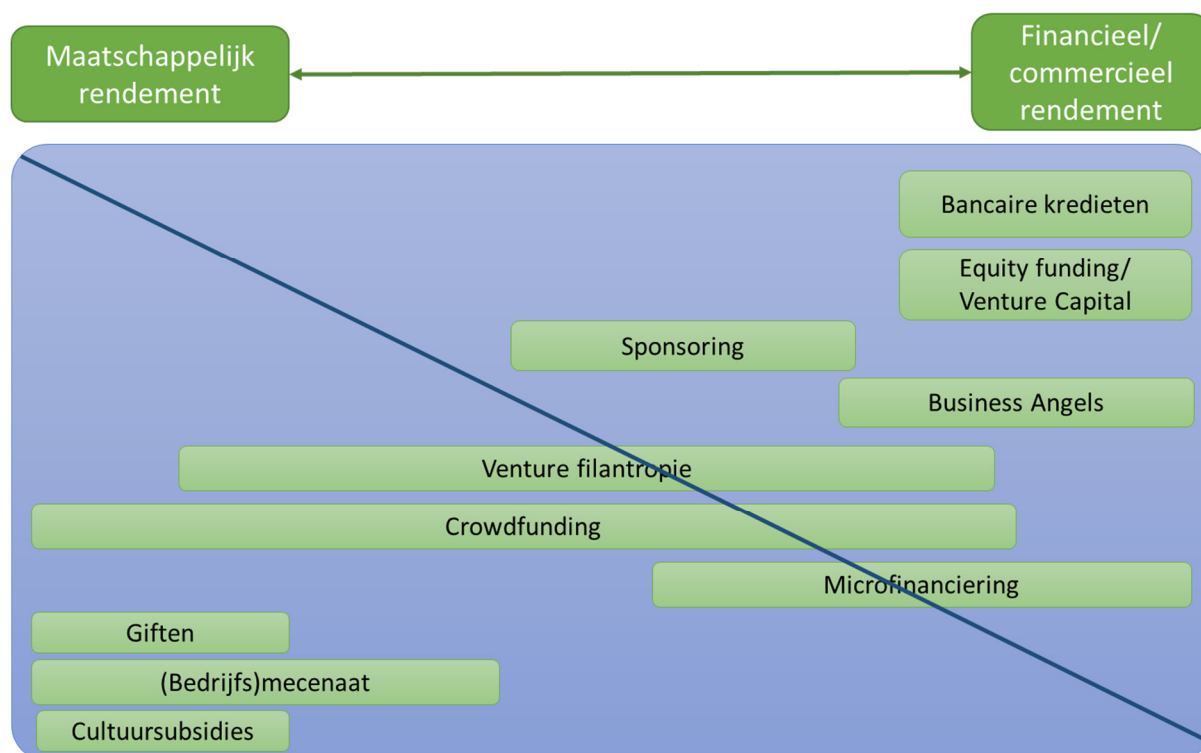 Maatschappelijk
rendement
Financieel/
commercieel
rendement
Bancaire kredieten
Equity funding/
Venture Capital
Sponsoring
Business Angels
Venture filantropie
Crowdfunding
Microfinanciering
Giften
(Bedrijfs)mecenaat
Cultuursubsidies